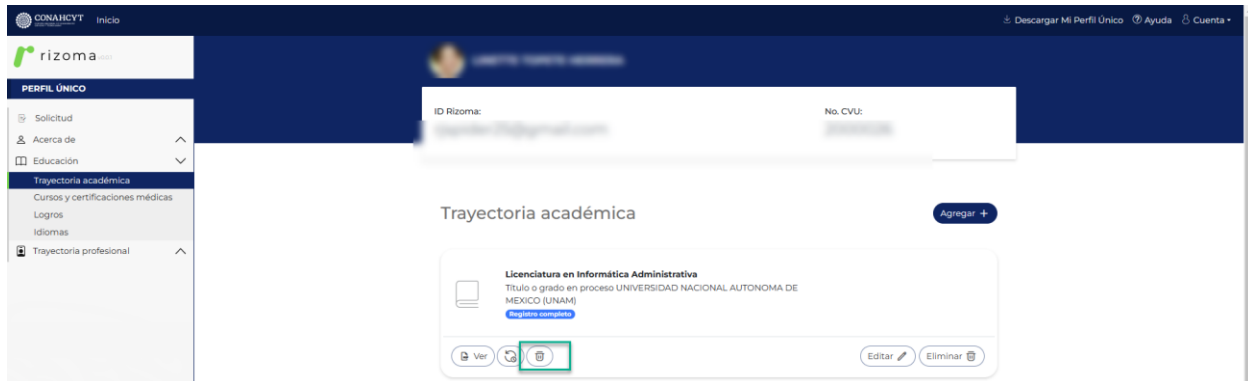 CONAHCYT Inicio Descargar Mi Perfil Único Ayuda Cuenta
rizoma
PERFIL ÚNICO
Solicitud
Acerca de
Educación
Trayectoria académica
Cursos y certificaciones médicas
Logros
Idiomas
Trayectoria profesional
ID Rizoma: No. CVU:
Trayectoria académica Agregar +
Licenciatura en Informática Administrativa
Título o grado en proceso UNIVERSIDAD NACIONAL AUTONOMA DE
MEXICO (UNAM)
Registro completo
Ver Editar Eliminar